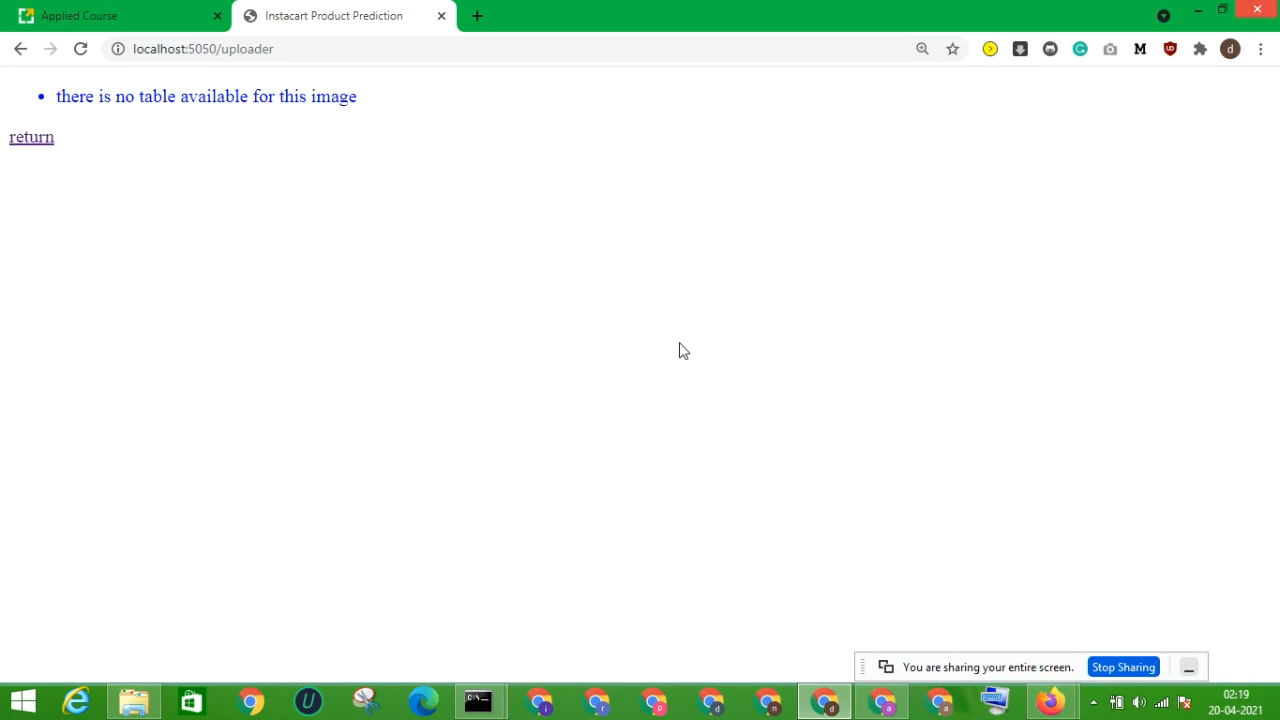 Applied Course
Instacart Product Prediction
localhost:5050/uploader
d
M
there is no table available for this image
return
You are sharing your entire screen.
Stop Sharing
02:19
20-04-2021